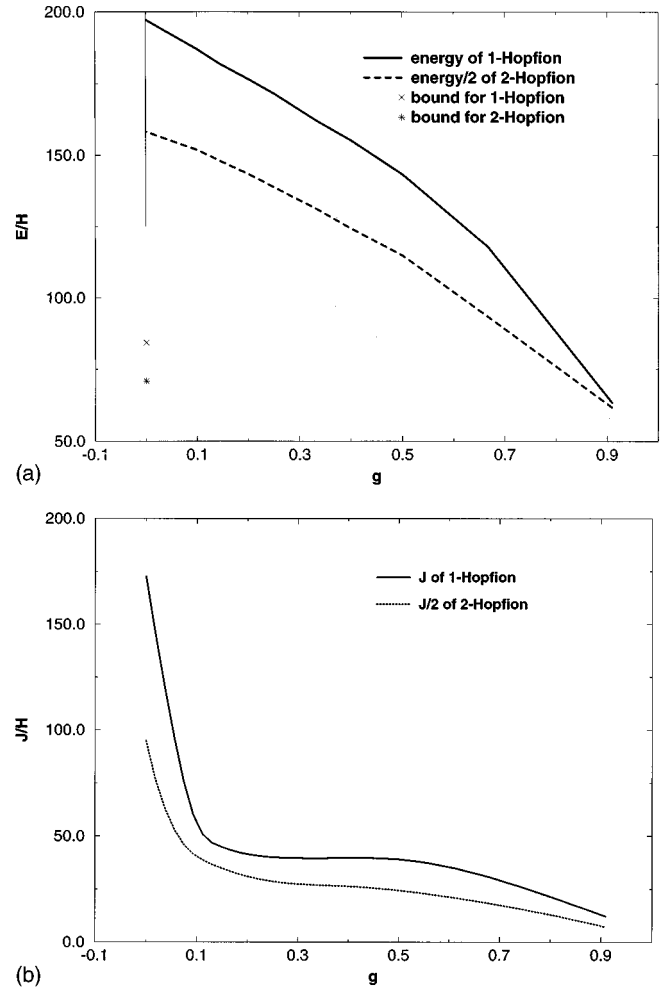 200.0
energy of 1-Hopfion
energy/2 of 2-Hopfion
bound for 1-Hopfion
bound for 2-Hopfion
150.0
E/H
100.0
50.0
-0.1 0.1 0.3 0.5 0.7 0.9
(a)
g
200.0
J of 1-Hopfion
J/2 of 2-Hopfion
150.0
J/H
100.0
50.0
0.0
-0.1 0.1 0.3 0.5 0.7 0.9
(b)
g